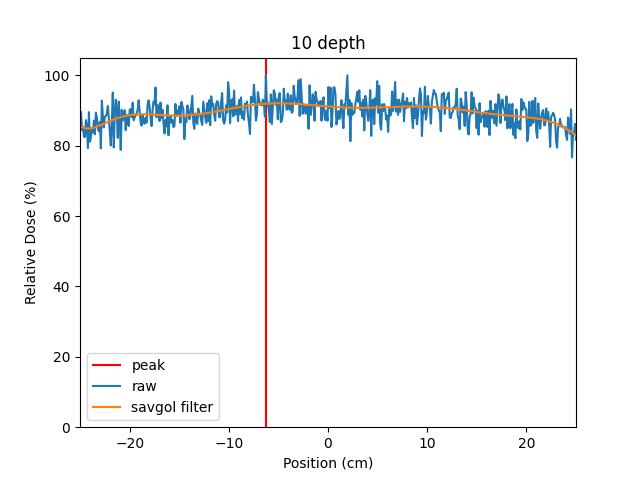 10 depth
100
80
60
40
20
0
Relative Dose (%)
peak
raw
savgol filter
−20
−10
0
10
20
Position (cm)